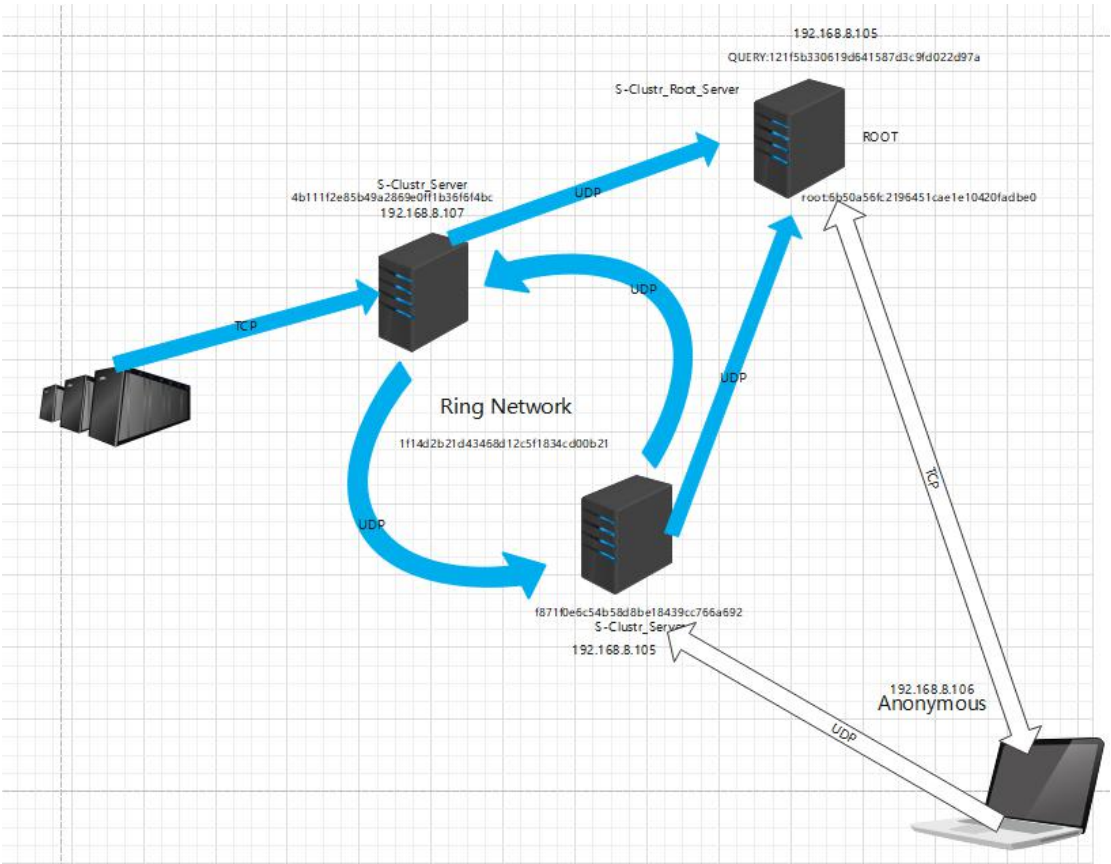 192.168.8.105
QUERY:121f5b330619d641587d3c9fd022d97a
S-Clustr_Root_Server
ROOT
root:6b50a56fc2196451cae1e10420fadbe0
S-Clustr_Server
4b111f2e85b49a2869e0ff1b36f6f4bc
192.168.8.107
UDP
UDP
TCP
UDP
Ring Network
1f14d2b21d43468d12c5f1834cd00b21
TCP
UDP
f871f0e6c54b58d8be18439cc766a692
S-Clustr_Server
192.168.8.105
192.168.8.106
Anonymous
UDP